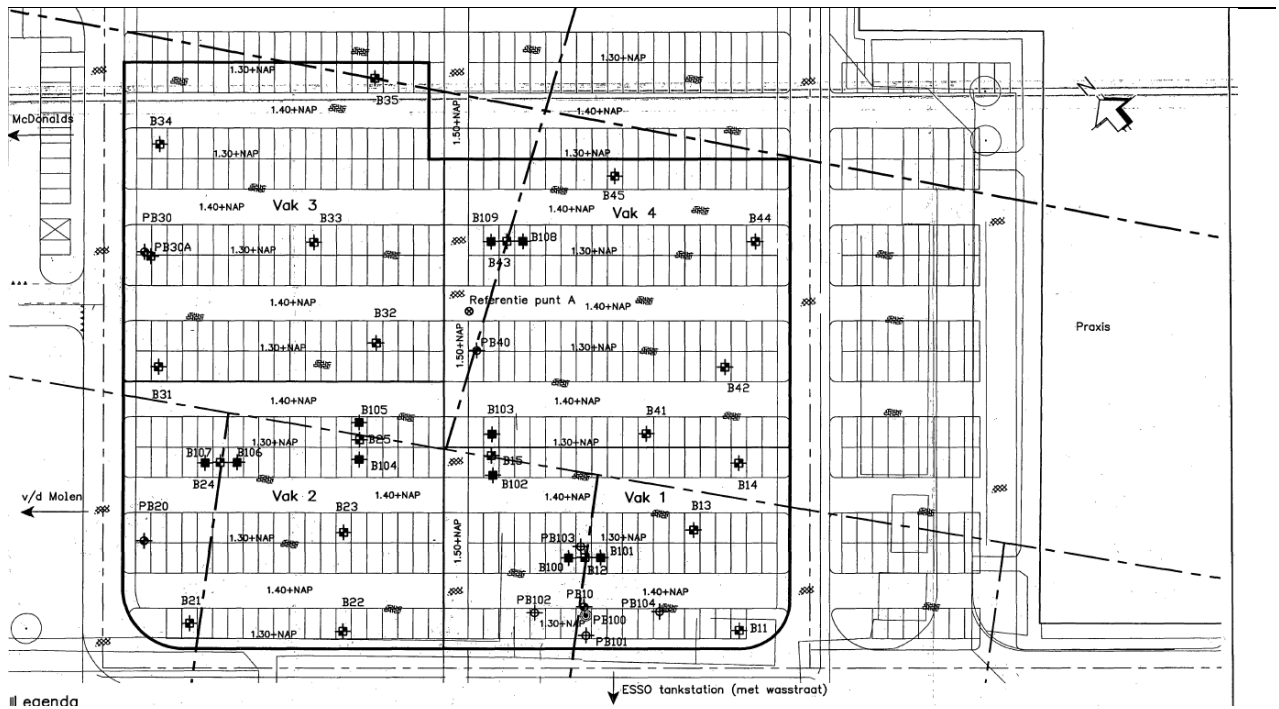 1.30+NAP
1.30+NAP
B35
1.40+NAP
1.50+NAP
1.40+NAP
N
McDonalds
B34
1.30+NAP
1.30+NAP
B45
1.40+NAP
Vak 3
1.40+NAP
Vak 4
PB30
B33
B109
B44
PB30A
1.30+NAP
B108
1.30+NAP
B43
1.40+NAP
Referentie punt A
1.40+NAP
B32
1.50+NAP
PB40
1.30+NAP
1.30+NAP
Praxis
B31
B42
1.40+NAP
1.40+NAP
B105
B103
B41
1.30+NAP
B25
1.30+NAP
B107
B106
B104
B15
B24
B102
B14
v/d Molen
Vak 2
1.40+NAP
1.40+NAP
Vak 1
PB20
B23
B13
1.30+NAP
1.50+NAP
PB103
1.30+NAP
B100
B12
B101
1.40+NAP
1.40+NAP
B21
B22
PB102
PB10
PB104
1.30+NAP
1.30+NAP
PB100
B11
PB101
ESSO tankstation (met wasstraat)
Legenda